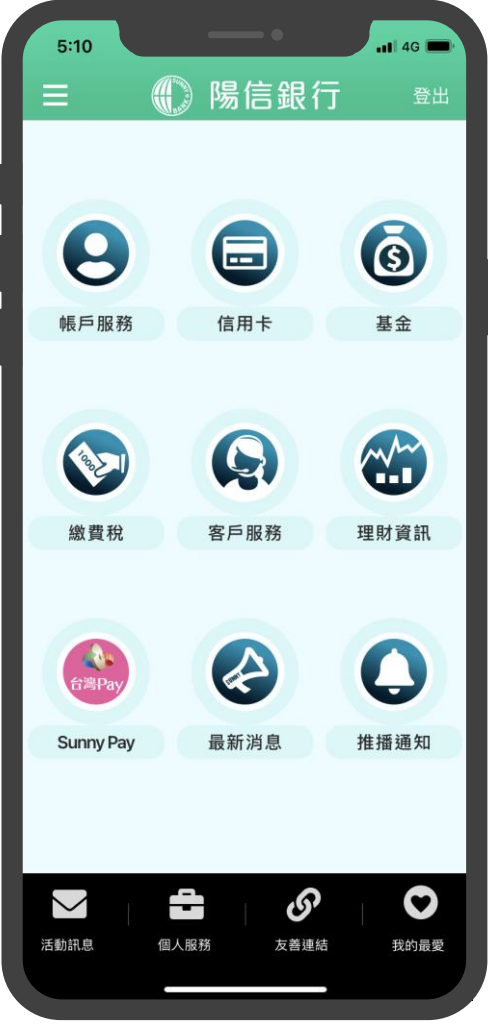 5:10
4G
SUNNY BANK
陽信銀行
登出
帳戶服務
信用卡
基金
$
1000
繳費稅
客戶服務
理財資訊
台灣Pay
SUNNY
Sunny Pay
最新消息
推播通知
活動訊息
個人服務
友善連結
我的最愛